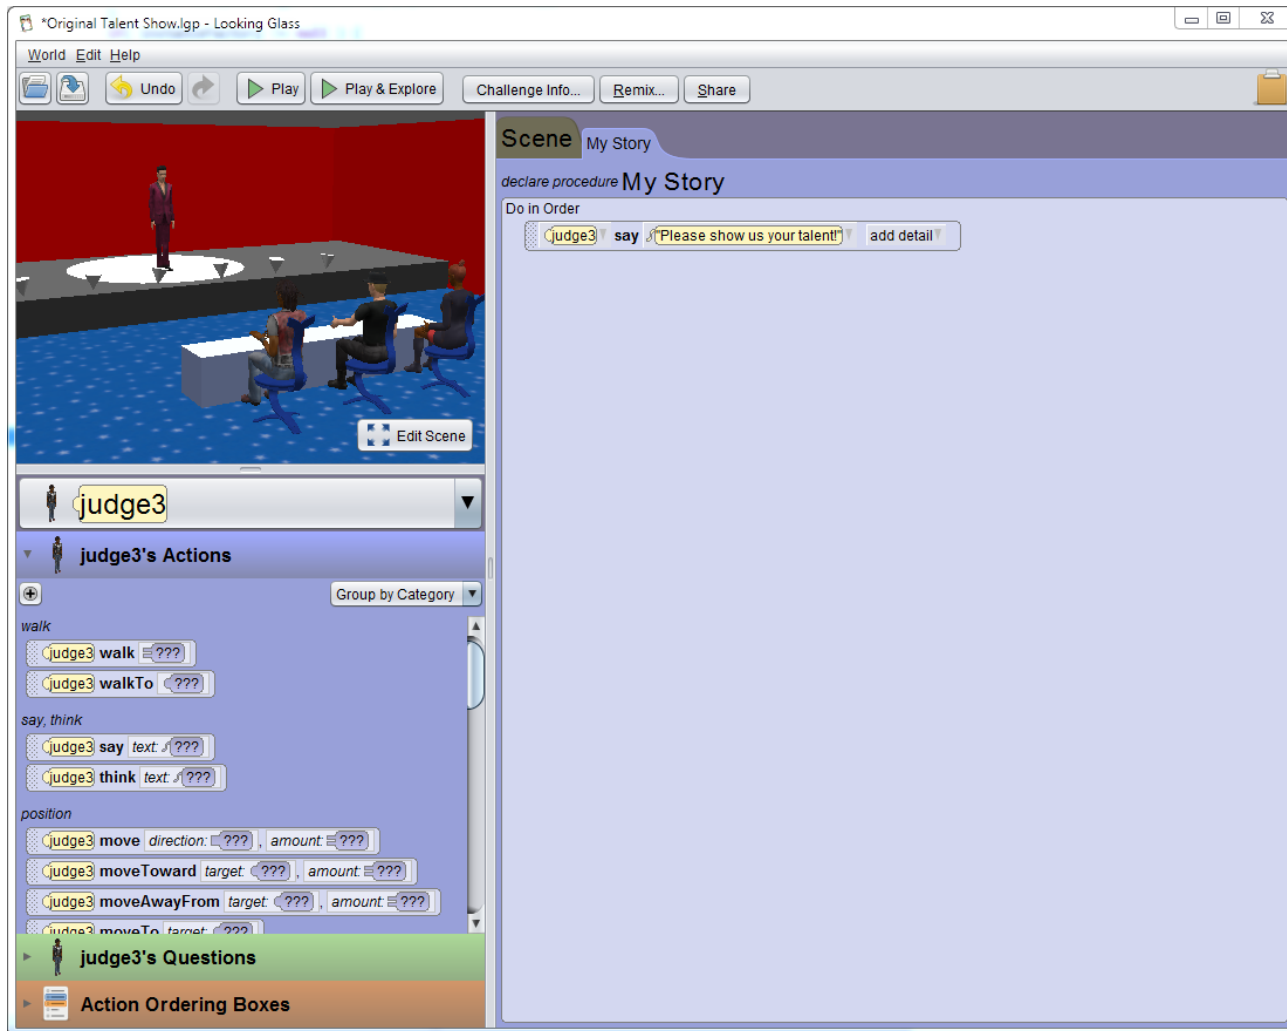 *Original Talent Show.lgp - Looking Glass
World Edit Help
Undo Play Play & Explore Challenge Info... Remix... Share
Scene My Story
declare procedure My Story
Do in Order
judge3 say "Please show us your talent!" add detail
Edit Scene
judge3
judge3's Actions
Group by Category
walk
judge3 walk ???
judge3 walkTo ???
say, think
judge3 say text: ???
judge3 think text: ???
position
judge3 move direction: ??? , amount: ???
judge3 moveToward target: ??? , amount: ???
judge3 moveAwayFrom target: ??? , amount: ???
judge3 moveTo target: ???
judge3's Questions
Action Ordering Boxes